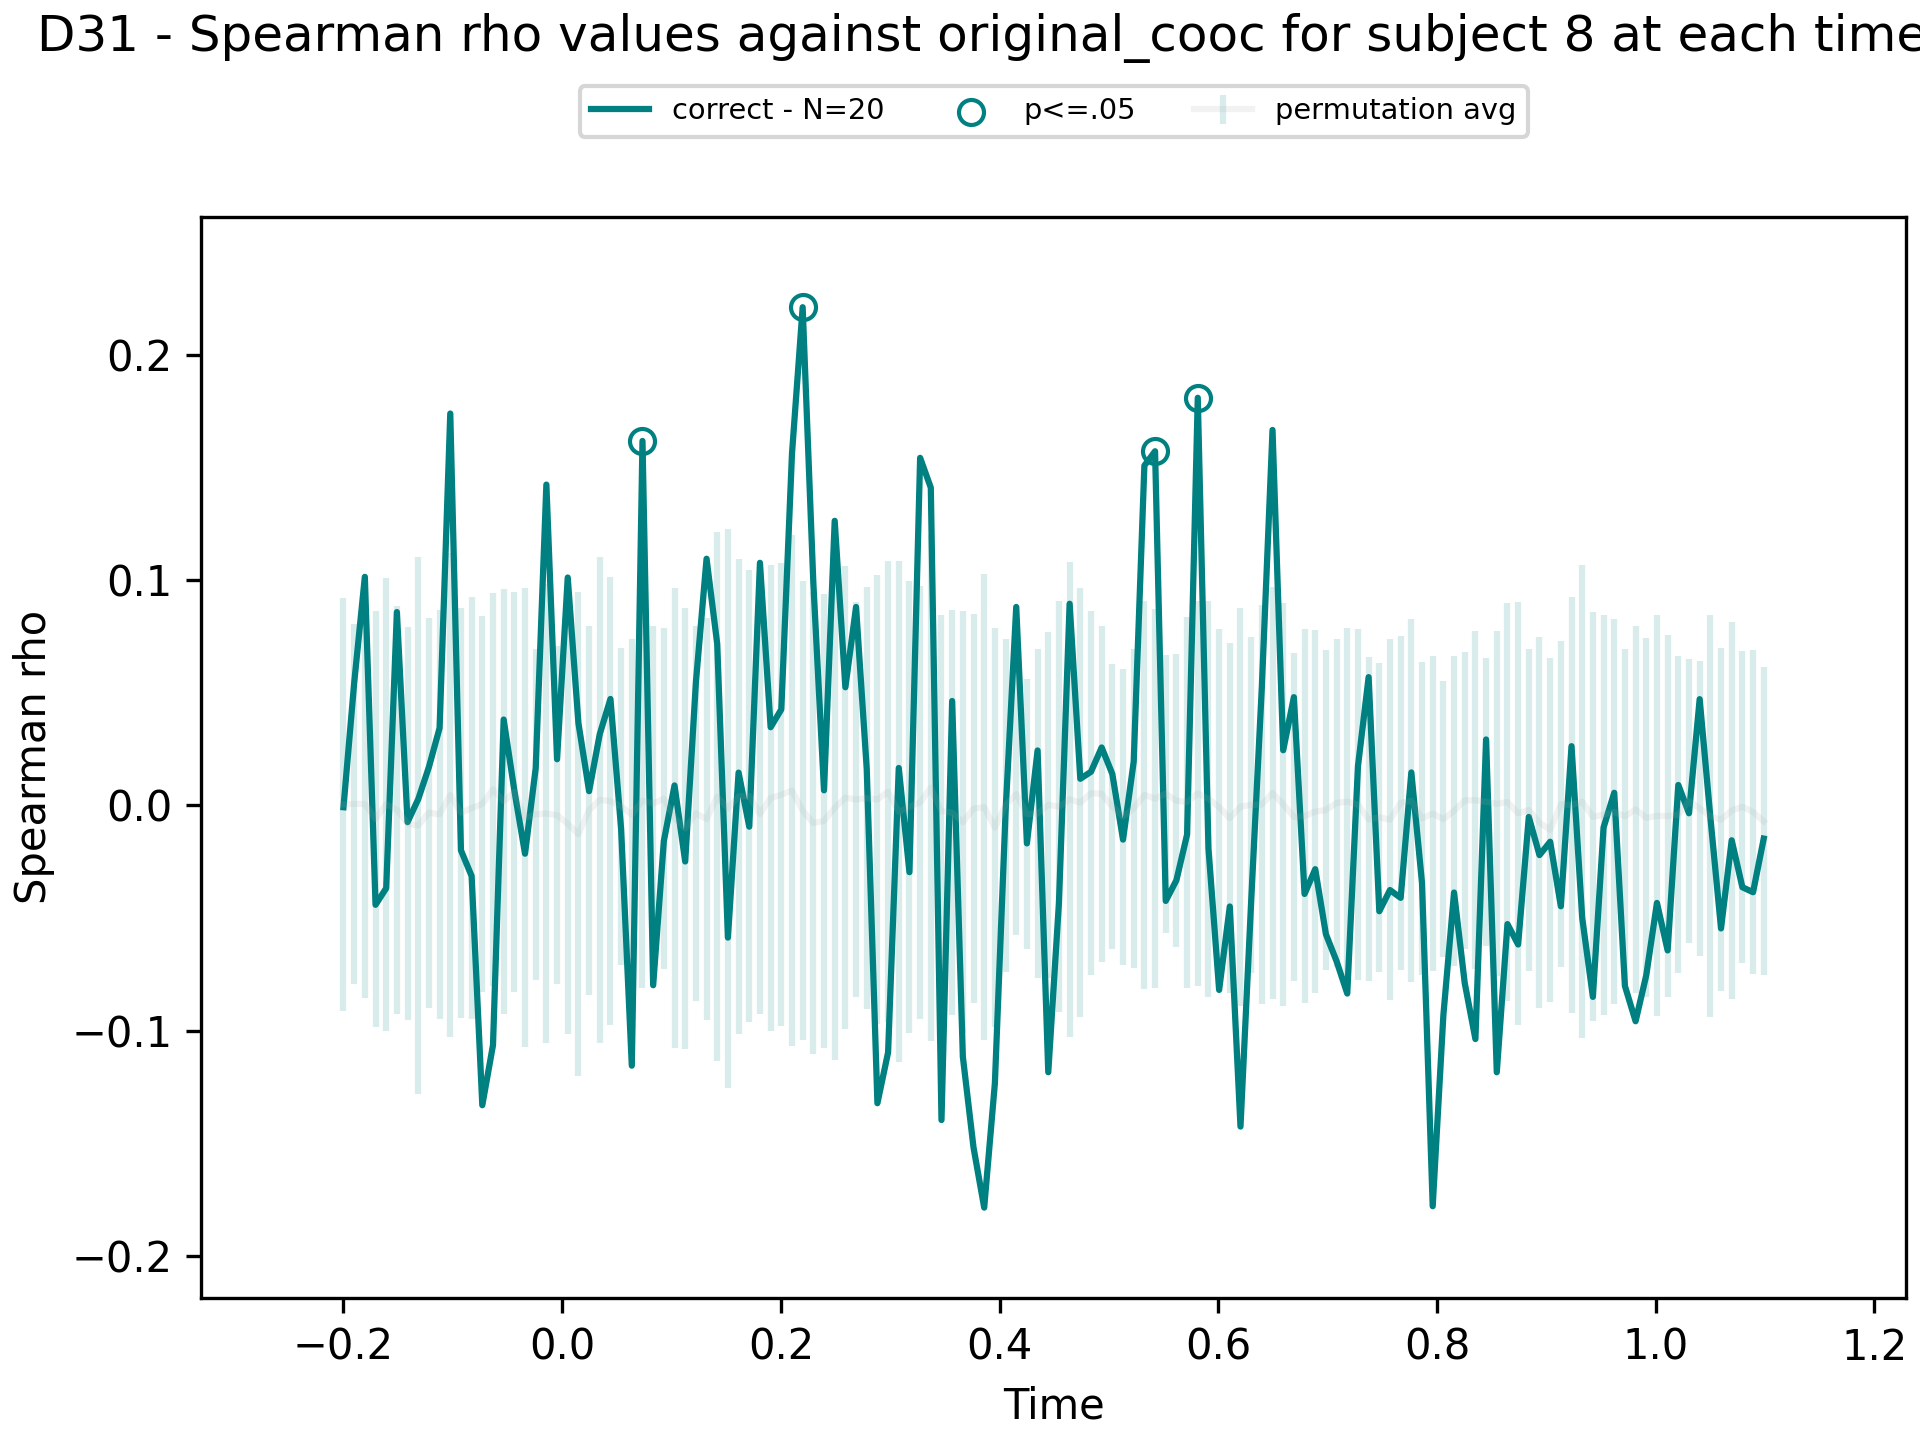 D31 - Spearman rho values against original_cooc for subject 8 at each time
correct - N=20
p<=.05
permutation avg
Spearman rho
0.2
0.1
0.0
−0.1
−0.2
−0.2
0.0
0.2
0.4
0.6
0.8
1.0
1.2
Time